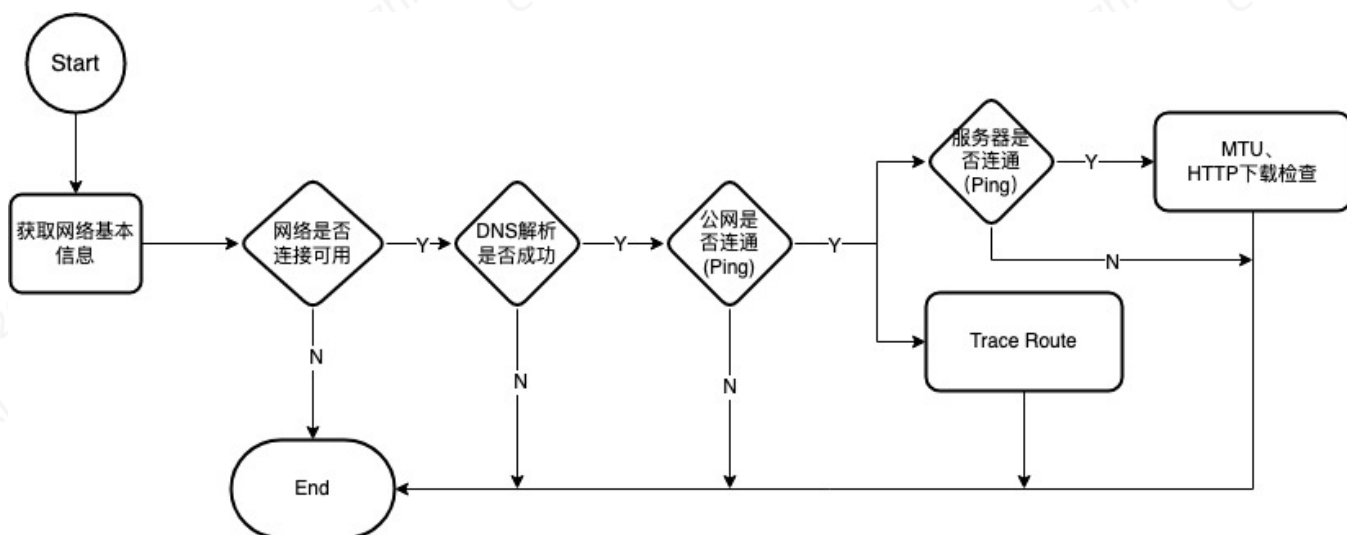 Start
获取网络基本
信息
网络是否
连接可用
Y
N
DNS解析
是否成功
Y
N
公网是
否连通
(Ping)
Y
N
服务器是
否连通
(Ping)
Y
N
MTU、
HTTP下载检查
Trace Route
End